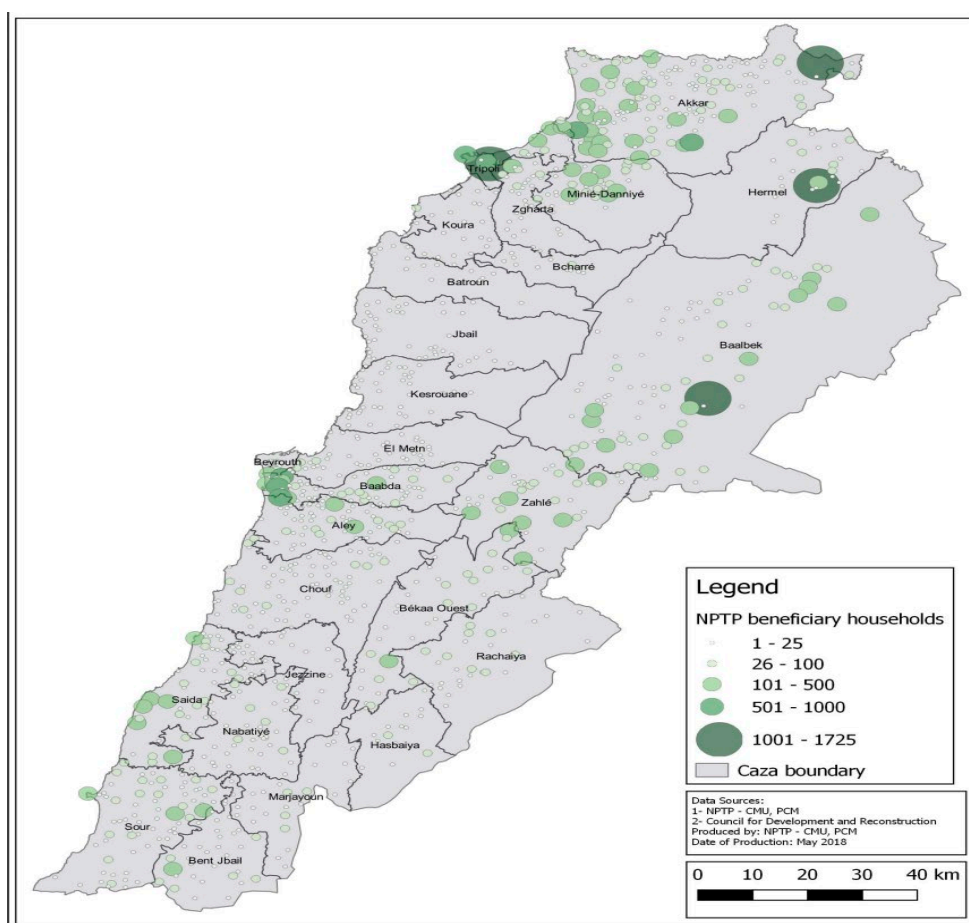 Akkar
Tripoli
Hermel
Minié-Danniyé
Zgharta
Koura
Bcharré
Batroun
Jbail
Baalbek
Kesrouane
El Metn
Beyrouth
Baabda
Zahlé
Aley
Chouf
Békaa Ouest
Rachaiya
Jezzine
Saida
Nabatiyé
Hasbaiya
Marjayoun
Sour
Bent Jbail
Legend
NPTP beneficiary households
1 - 25
26 - 100
101 - 500
501 - 1000
1001 - 1725
Caza boundary
Data Sources:
1- NPTP - CMU, PCM
2- Council for Development and Reconstruction
Produced by: NPTP - CMU, PCM
Date of Production: May 2018
0 10 20 30 40 km